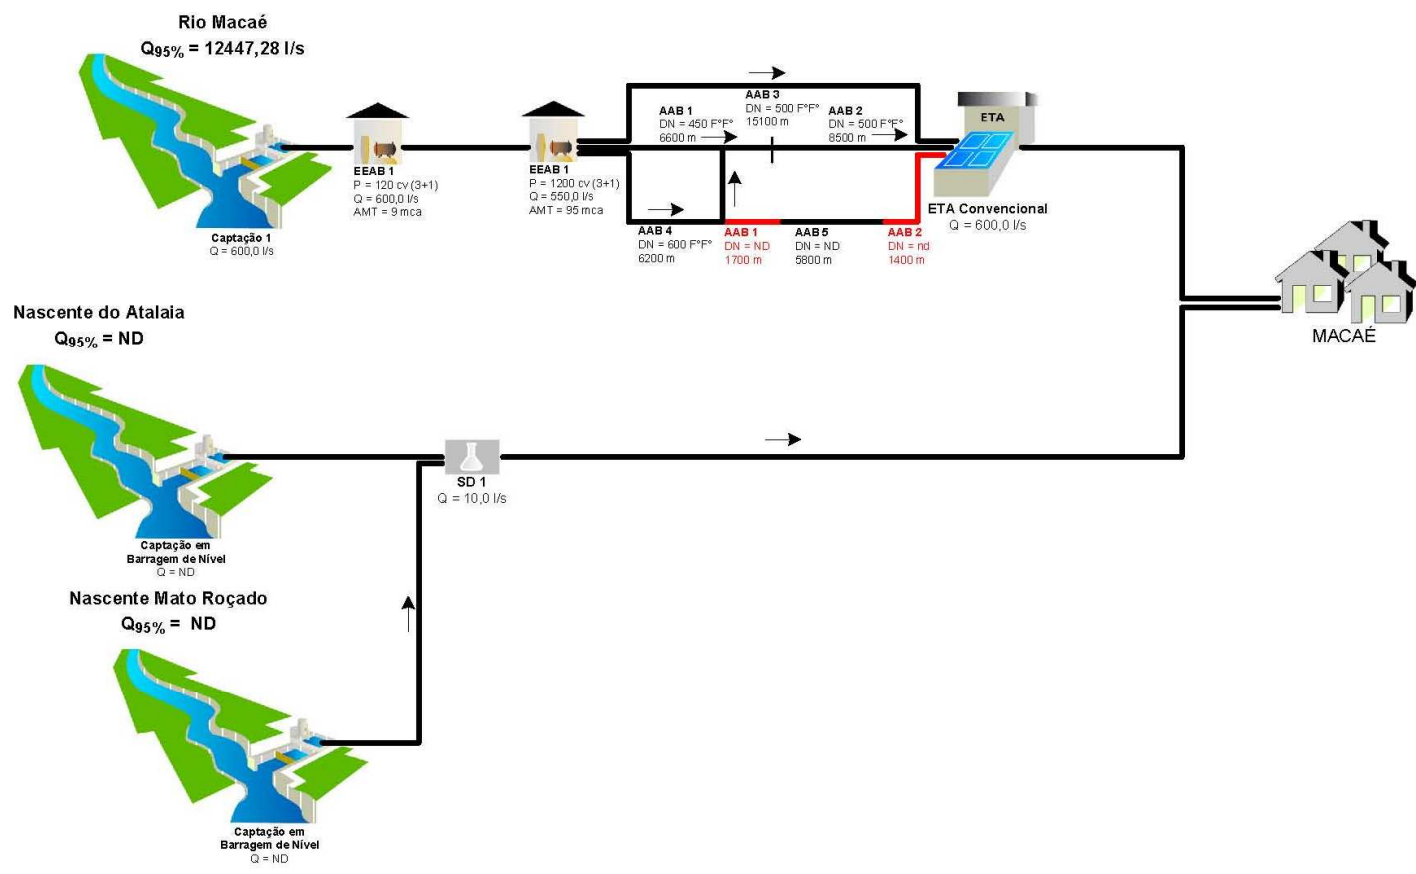 Rio Macaé
Q95% = 12447,28 l/s
Captação 1
Q = 600,0 l/s
EEAB 1
P = 120 cv (3+1)
Q = 600,0 l/s
AMT = 9 mca
EEAB 1
P = 1200 cv (3+1)
Q = 550,0 l/s
AMT = 95 mca
AAB 3
DN = 500 F°F°
15100 m
AAB 1
DN = 450 F°F°
6600 m
AAB 2
DN = 500 F°F°
8500 m
AAB 4
DN = 600 F°F°
6200 m
AAB 1
DN = ND
1700 m
AAB 5
DN = ND
5800 m
AAB 2
DN = nd
1400 m
ETA
ETA Convencional
Q = 600,0 l/s
MACAÉ
Nascente do Atalaia
Q95% = ND
Captação em
Barragem de Nível
Q = ND
SD 1
Q = 10,0 l/s
Nascente Mato Roçado
Q95% = ND
Captação em
Barragem de Nível
Q = ND